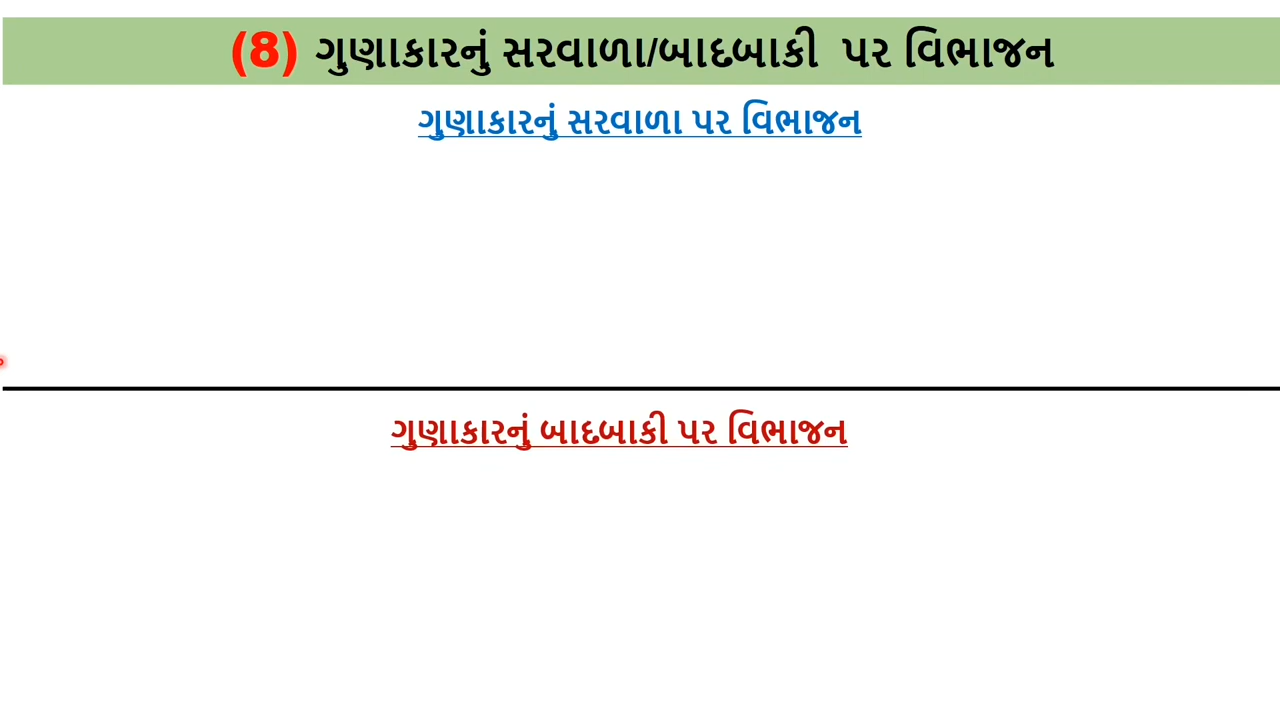 (8) ગુણાકારનું સરવાળા/બાદબાકી પર વિભાજન
ગુણાકારનું સરવાળા પર વિભાજન
ગુણાકારનું બાદબાકી પર વિભાજન